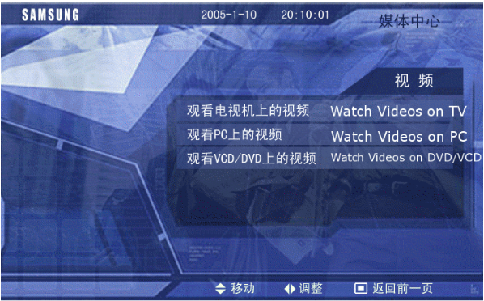 SAMSUNG 2005-1-10 20:10:01 媒体中心
视 频
观看电视机上的视频 Watch Videos on TV
观看PC上的视频 Watch Videos on PC
观看VCD/DVD上的视频 Watch Videos on DVD/VCD
移动 调整 返回前一页